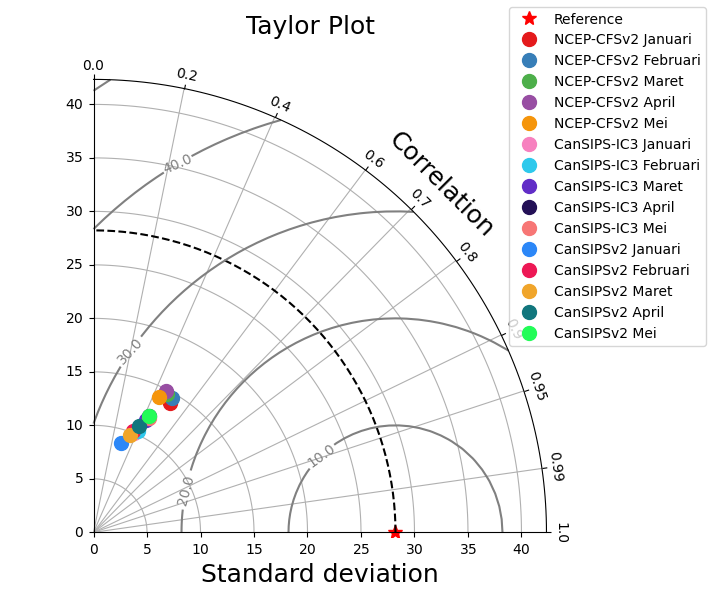 Taylor Plot
Reference
NCEP-CFSv2 Januari
NCEP-CFSv2 Februari
NCEP-CFSv2 Maret
NCEP-CFSv2 April
NCEP-CFSv2 Mei
CanSIPS-IC3 Januari
CanSIPS-IC3 Februari
CanSIPS-IC3 Maret
CanSIPS-IC3 April
CanSIPS-IC3 Mei
CanSIPSv2 Januari
CanSIPSv2 Februari
CanSIPSv2 Maret
CanSIPSv2 April
CanSIPSv2 Mei
0.0
0.2
0.4
0.6
0.7
0.8
0.9
0.95
0.99
1.0
Correlation
40
35
30
25
20
15
10
5
0
40.0
30.0
20.0
10.0
0 5 10 15 20 25 30 35 40
Standard deviation